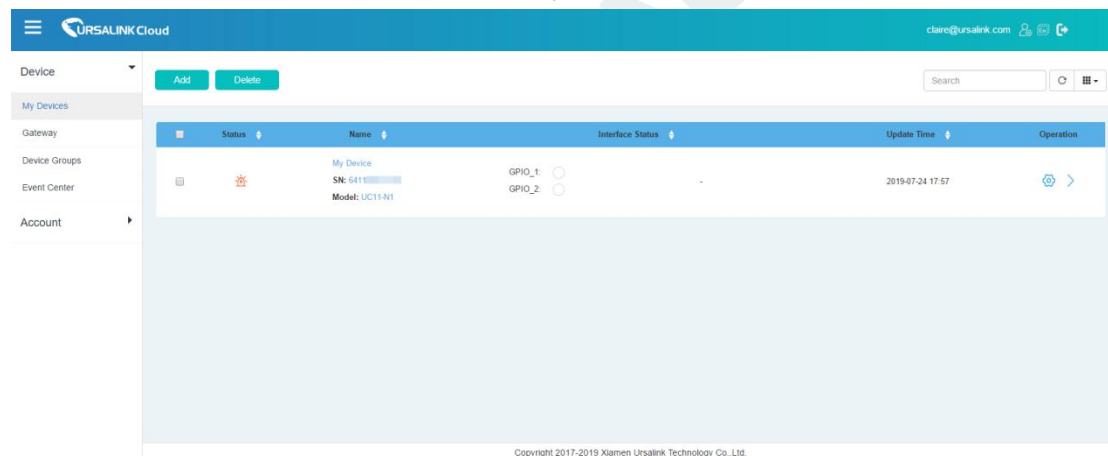 URSALINK Cloud
claire@ursalink.com
Device
Add
Delete
Search
My Devices
Gateway
Device Groups
Event Center
Account
Status
Name
Interface Status
Update Time
Operation
My Device
SN: 6411
Model: UC11-N1
GPIO_1:
GPIO_2:
-
2019-07-24 17:57
Copyright 2017-2019 Xiamen Ursalink Technology Co.,Ltd.